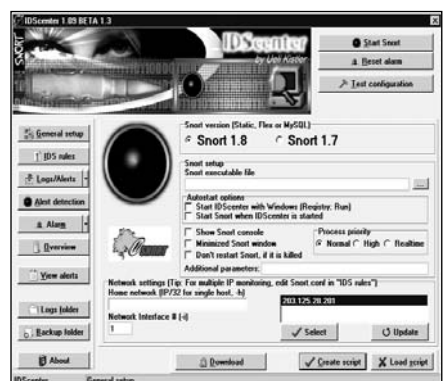 IDScenter 1.09 BETA 1.3
SNORT
IDScenter
by Ueli Kistler
Start Snort
Reset alarm
Test configuration
General setup
IDS rules
Logs/Alerts
Alert detection
Alarm
Overview
View alerts
Logs folder
Backup folder
About
Snort version (Static, Flex or MySQL)
Snort 1.8 Snort 1.7
Snort setup
Snort executable file
...
Autostart options
Start IDScenter with Windows (Registry: Run)
Start Snort when IDScenter is started
Show Snort console
Minimized Snort window
Don't restart Snort, if it is killed
Process priority
Normal High Realtime
Additional parameters:
Network settings (Tip: For multiple IP monitoring, edit Snort.conf in "IDS rules")
Home network (IP/32 for single host, -h)
203.125.28.201
Network Interface # (-i)
1
Select Update
Download Create script Load script
IDScenter General setup